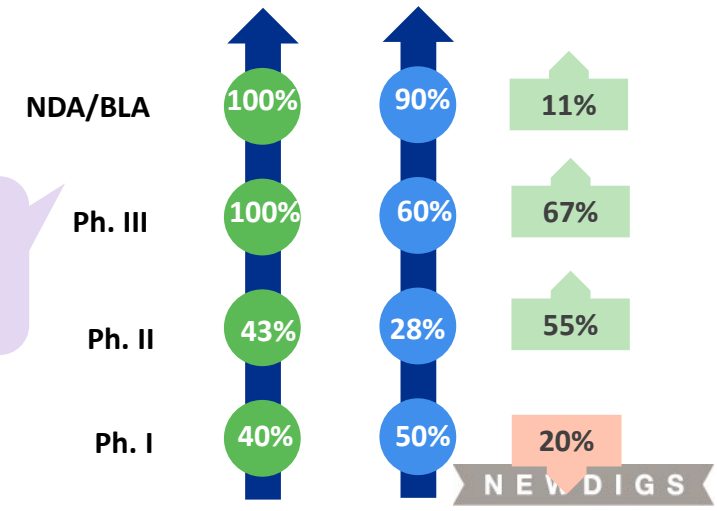 NDA/BLA 100% 90% 11%
Ph. III 100% 60% 67%
Ph. II 43% 28% 55%
Ph. I 40% 50% 20%
NEWDIGS